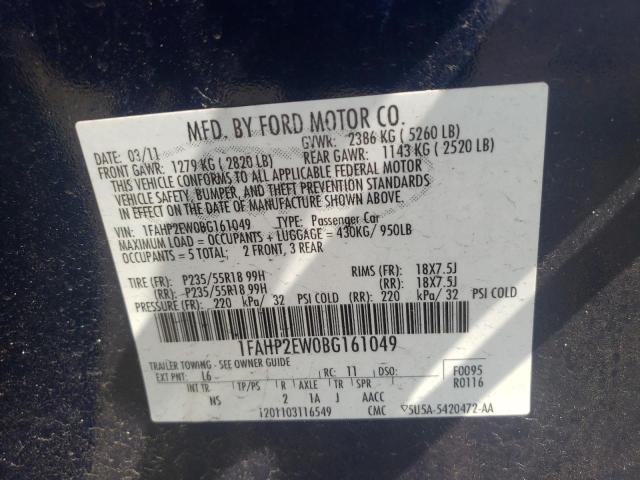 MFD. BY FORD MOTOR CO.
DATE: 03/11 GVWR: 2386 KG ( 5260 LB)
FRONT GAWR: 1279 KG ( 2820 LB) REAR GAWR: 1143 KG ( 2520 LB)
THIS VEHICLE CONFORMS TO ALL APPLICABLE FEDERAL MOTOR
VEHICLE SAFETY, BUMPER, AND THEFT PREVENTION STANDARDS
IN EFFECT ON THE DATE OF MANUFACTURE SHOWN ABOVE
VIN: 1FAHP2EW0BG161049 TYPE: Passenger Car
MAXIMUM LOAD = OCCUPANTS + LUGGAGE = 430KG/ 950LB
OCCUPANTS = 5 TOTAL: 2 FRONT, 3 REAR
TIRE (FR): P235/55R18 99H RIMS (FR): 18X7.5J
(RR): P235/55R18 99H (RR): 18X7.5J
PRESSURE (FR): 220 kPa/ 32 PSI COLD (RR): 220 kPa/ 32 PSI COLD
1FAHP2EW0BG161049
TRAILER TOWING - SEE OWNER GUIDE
EXT PNT: L6 RC: 11 DSO: F0095
INT TR TP/PS R AXLE TR SPR R0116
NS 2 1A J AACC
i201103116549 CMC ▽5U5A-5420472-AA